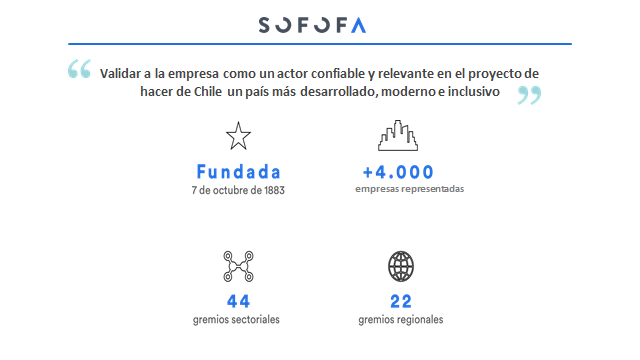 SOFOFA
“ Validar a la empresa como un actor confiable y relevante en el proyecto de
hacer de Chile un país más desarrollado, moderno e inclusivo ”
Fundada
7 de octubre de 1883
+4.000
empresas representadas
44
gremios sectoriales
22
gremios regionales